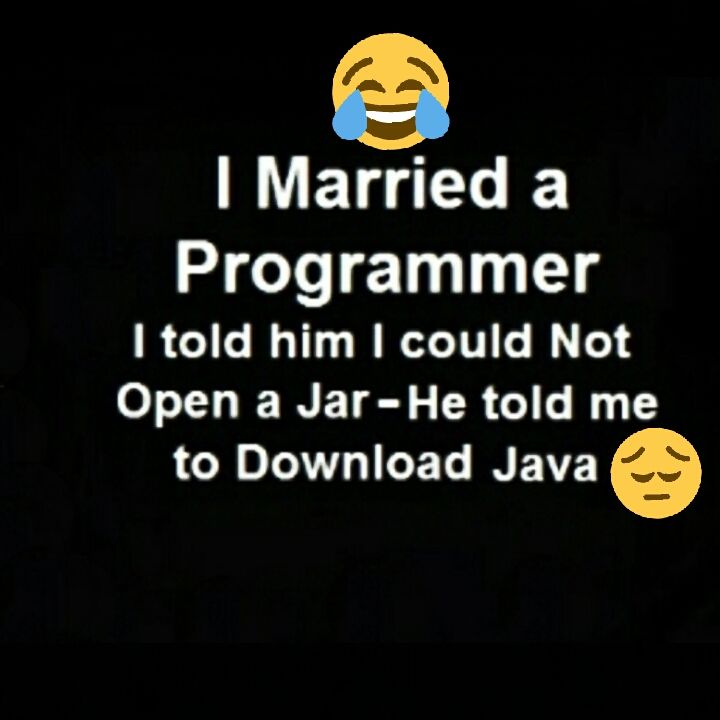 I Married a
Programmer
I told him I could Not
Open a Jar-He told me
to Download Java